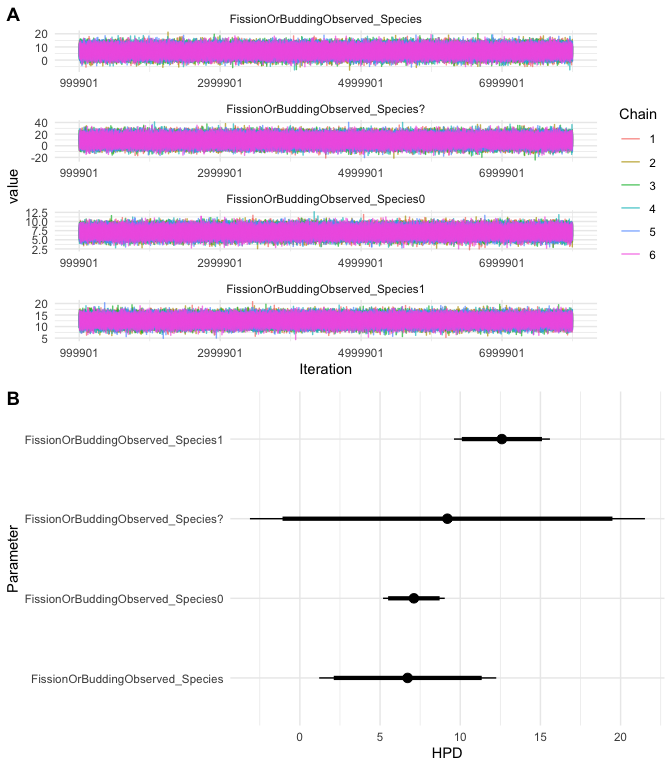 A
FissionOrBuddingObserved_Species
20
10
0
999901 2999901 4999901 6999901
FissionOrBuddingObserved_Species?
40
20
0
-20
999901 2999901 4999901 6999901
FissionOrBuddingObserved_Species0
12.5
10.0
7.5
5.0
2.5
999901 2999901 4999901 6999901
FissionOrBuddingObserved_Species1
20
15
10
5
999901 2999901 4999901 6999901
value
Iteration
Chain
1
2
3
4
5
6
B
FissionOrBuddingObserved_Species1
FissionOrBuddingObserved_Species?
FissionOrBuddingObserved_Species0
FissionOrBuddingObserved_Species
Parameter
0 5 10 15 20
HPD